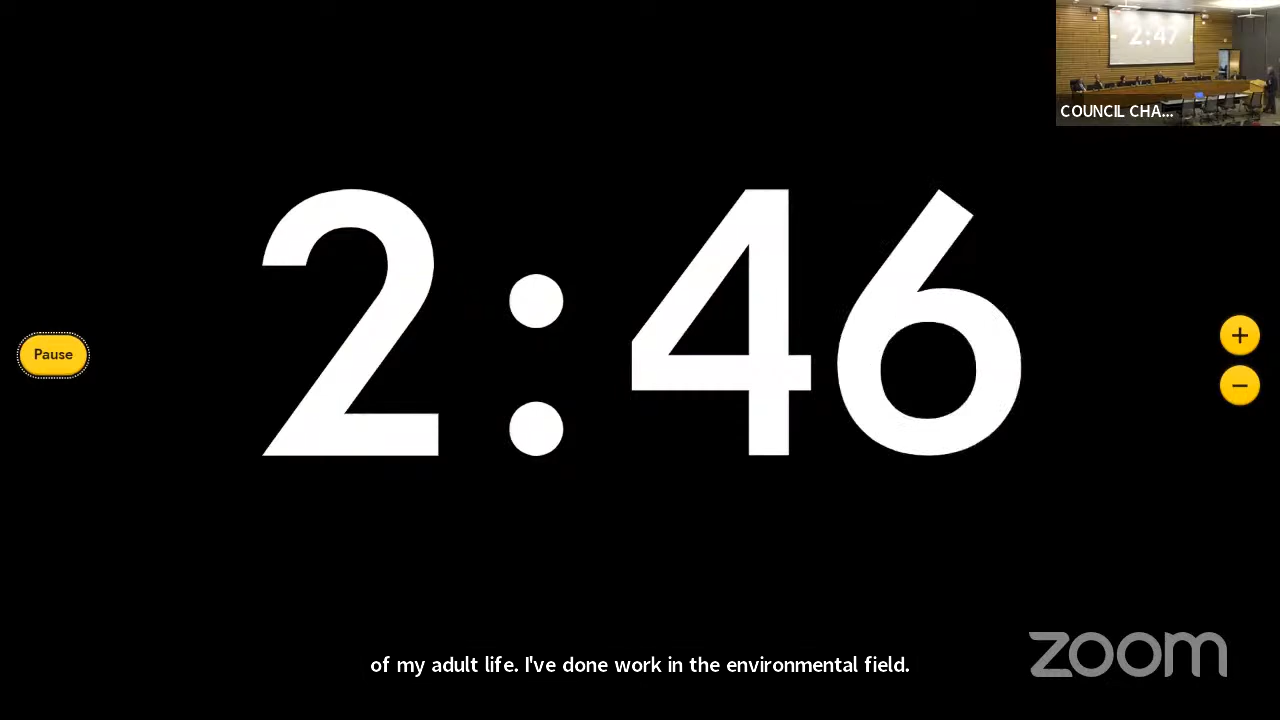 2:47
COUNCIL CHA...
2:46
Pause
+
−
of my adult life. I've done work in the environmental field.
zoom